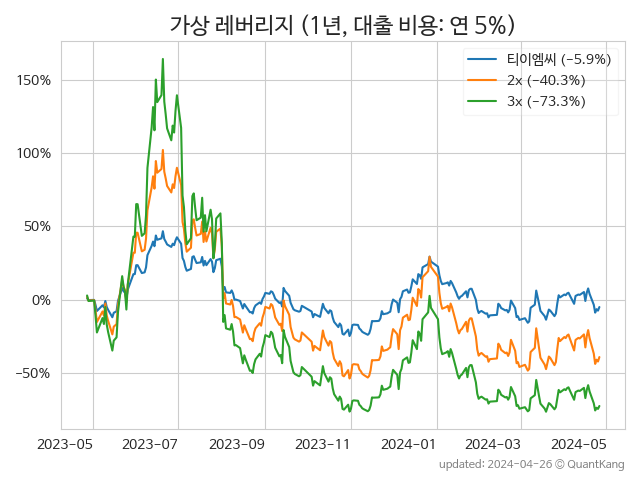 가상 레버리지 (1년, 대출 비용: 연 5%)
티이엠씨 (−5.9%)
2x (−40.3%)
3x (−73.3%)
150%
100%
50%
0%
−50%
2023-05 2023-07 2023-09 2023-11 2024-01 2024-03 2024-05
updated: 2024-04-26 © QuantKang